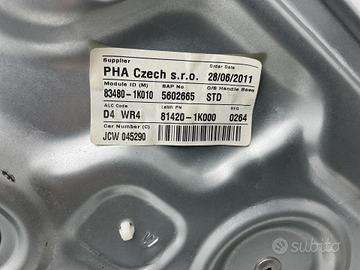 Supplier Order Date
PHA Czech s.r.o. 28/06/2011
Module ID (M) SAP No O/S Handle Base
83480-1K010 5602665 STD
ALC Code Latch PN SEQ
D4 WR4 81420-1K000 0264
Car Number (C)
JCW 045290
subito